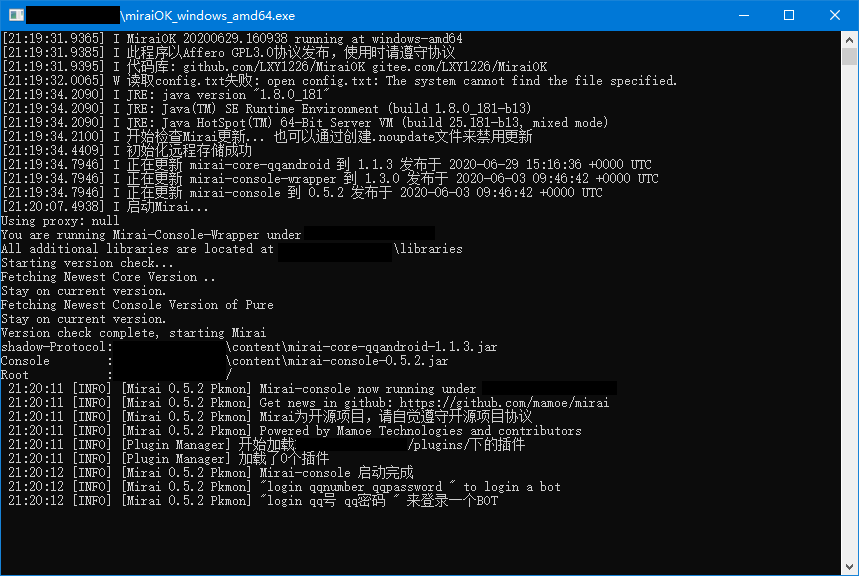 \miraiOK_windows_amd64.exe
[21:19:31.9365] I MiraiOK 20200629.160938 running at windows-amd64
[21:19:31.9385] I 此程序以Affero GPL3.0协议发布，使用时请遵守协议
[21:19:31.9395] I 代码库: github.com/LXY1226/MiraiOK gitee.com/LXY1226/MiraiOK
[21:19:32.0065] W 读取config.txt失败: open config.txt: The system cannot find the file specified.
[21:19:34.2090] I JRE: java version "1.8.0_181"
[21:19:34.2090] I JRE: Java(TM) SE Runtime Environment (build 1.8.0_181-b13)
[21:19:34.2090] I JRE: Java HotSpot(TM) 64-Bit Server VM (build 25.181-b13, mixed mode)
[21:19:34.2100] I 开始检查Mirai更新... 也可以通过创建.noupdate文件来禁用更新
[21:19:34.4409] I 初始化远程存储成功
[21:19:34.7946] I 正在更新 mirai-core-qqandroid 到 1.1.3 发布于 2020-06-29 15:16:36 +0000 UTC
[21:19:34.7946] I 正在更新 mirai-console-wrapper 到 1.3.0 发布于 2020-06-03 09:46:42 +0000 UTC
[21:19:34.7946] I 正在更新 mirai-console 到 0.5.2 发布于 2020-06-03 09:46:42 +0000 UTC
[21:20:07.4938] I 启动Mirai...
Using proxy: null
You are running Mirai-Console-Wrapper under
All additional libraries are located at \libraries
Starting version check...
Fetching Newest Core Version ..
Stay on current version.
Fetching Newest Console Version of Pure
Stay on current version.
Version check complete, starting Mirai
shadow-Protocol: \content\mirai-core-qqandroid-1.1.3.jar
Console : \content\mirai-console-0.5.2.jar
Root : /
21:20:11 [INFO] [Mirai 0.5.2 Pkmon] Mirai-console now running under
21:20:11 [INFO] [Mirai 0.5.2 Pkmon] Get news in github: https://github.com/mamoe/mirai
21:20:11 [INFO] [Mirai 0.5.2 Pkmon] Mirai为开源项目，请自觉遵守开源项目协议
21:20:11 [INFO] [Mirai 0.5.2 Pkmon] Powered by Mamoe Technologies and contributors
21:20:11 [INFO] [Plugin Manager] 开始加载 /plugins/下的插件
21:20:11 [INFO] [Plugin Manager] 加载了0个插件
21:20:12 [INFO] [Mirai 0.5.2 Pkmon] Mirai-console 启动完成
21:20:12 [INFO] [Mirai 0.5.2 Pkmon] "login qqnumber qqpassword " to login a bot
21:20:12 [INFO] [Mirai 0.5.2 Pkmon] "login qq号 qq密码 " 来登录一个BOT